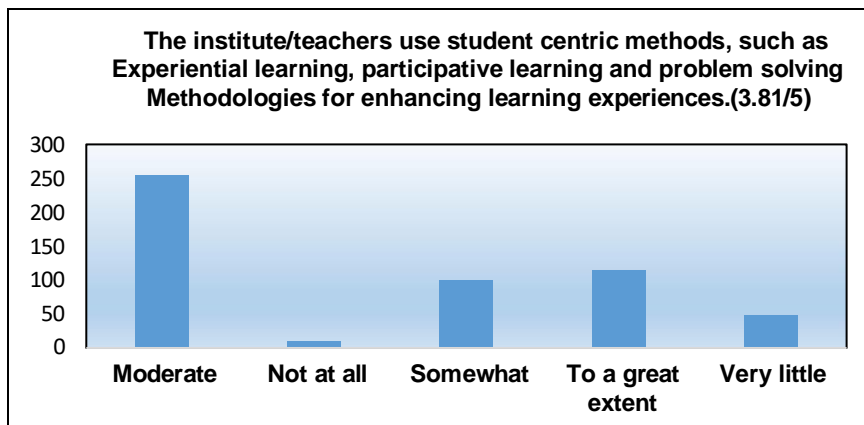 The institute/teachers use student centric methods, such as
Experiential learning, participative learning and problem solving
Methodologies for enhancing learning experiences.(3.81/5)
300
250
200
150
100
50
0
Moderate
Not at all
Somewhat
To a great
extent
Very little